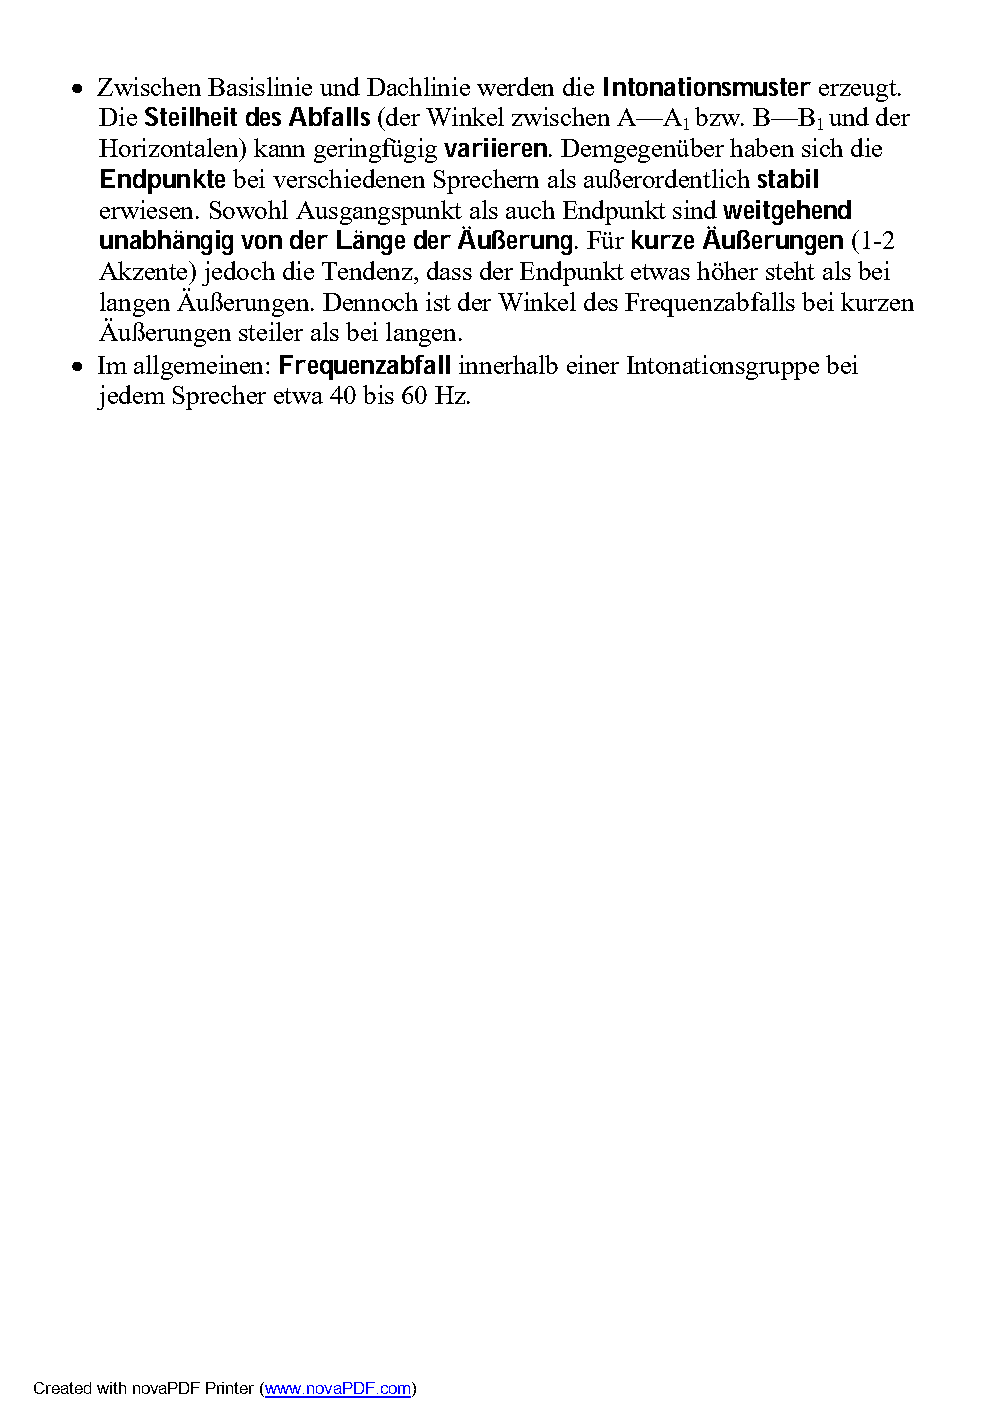 • Zwischen Basislinie und Dachlinie werden die Intonationsmuster erzeugt.
Die Steilheit des Abfalls (der Winkel zwischen A—A₁ bzw. B—B₁ und der
Horizontalen) kann geringfügig variieren. Demgegenüber haben sich die
Endpunkte bei verschiedenen Sprechern als außerordentlich stabil
erwiesen. Sowohl Ausgangspunkt als auch Endpunkt sind weitgehend
unabhängig von der Länge der Äußerung. Für kurze Äußerungen (1-2
Akzente) jedoch die Tendenz, dass der Endpunkt etwas höher steht als bei
langen Äußerungen. Dennoch ist der Winkel des Frequenzabfalls bei kurzen
Äußerungen steiler als bei langen.
• Im allgemeinen: Frequenzabfall innerhalb einer Intonationsgruppe bei
jedem Sprecher etwa 40 bis 60 Hz.
Created with novaPDF Printer (www.novaPDF.com)